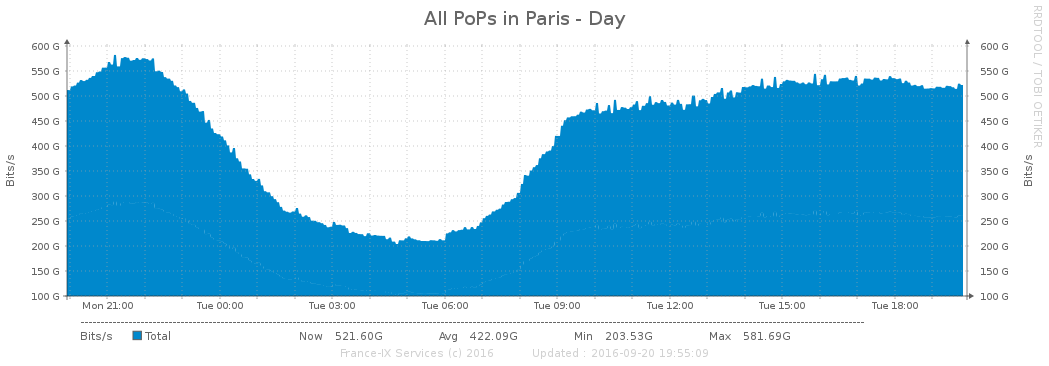 All PoPs in Paris - Day
RRDTOOL / TOBI OETIKER
600 G 600 G
550 G 550 G
500 G 500 G
450 G 450 G
400 G 400 G
350 G 350 G
300 G 300 G
250 G 250 G
200 G 200 G
150 G 150 G
100 G 100 G
Bits/s
Bits/s
Mon 21:00 Tue 00:00 Tue 03:00 Tue 06:00 Tue 09:00 Tue 12:00 Tue 15:00 Tue 18:00
Bits/s Total Now 521.60G Avg 422.09G Min 203.53G Max 581.69G
France-IX Services (c) 2016 Updated : 2016-09-20 19:55:09